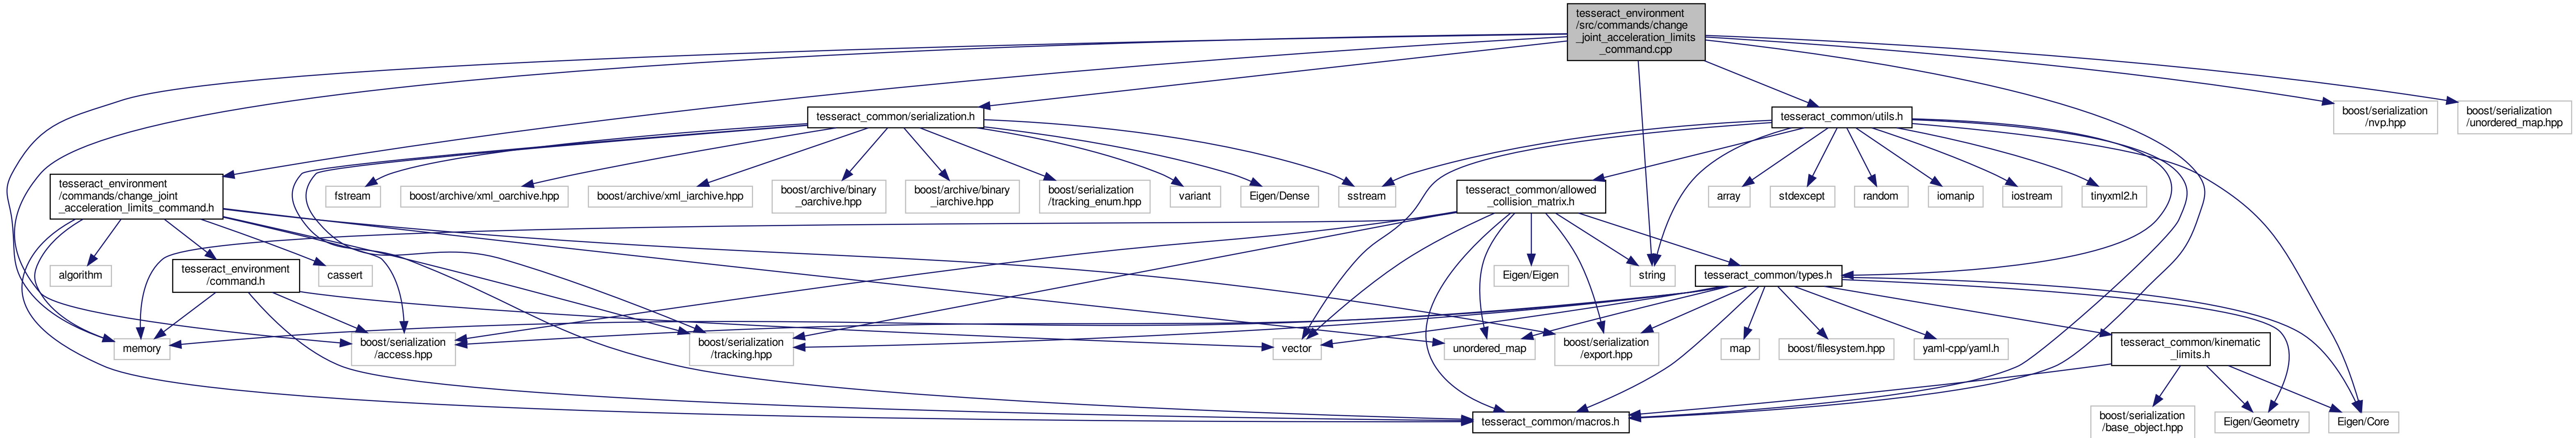 tesseract_environment
/src/commands/change
_joint_acceleration_limits
_command.cpp
tesseract_common/serialization.h
tesseract_common/utils.h
boost/serialization
/nvp.hpp
boost/serialization
/unordered_map.hpp
tesseract_environment
/commands/change_joint
_acceleration_limits_command.h
fstream
boost/archive/xml_oarchive.hpp
boost/archive/xml_iarchive.hpp
boost/archive/binary
_oarchive.hpp
boost/archive/binary
_iarchive.hpp
boost/serialization
/tracking_enum.hpp
variant
Eigen/Dense
sstream
tesseract_common/allowed
_collision_matrix.h
array
stdexcept
random
iomanip
iostream
tinyxml2.h
algorithm
tesseract_environment
/command.h
cassert
Eigen/Eigen
string
tesseract_common/types.h
memory
boost/serialization
/access.hpp
boost/serialization
/tracking.hpp
vector
unordered_map
boost/serialization
/export.hpp
map
boost/filesystem.hpp
yaml-cpp/yaml.h
tesseract_common/kinematic
_limits.h
tesseract_common/macros.h
boost/serialization
/base_object.hpp
Eigen/Geometry
Eigen/Core